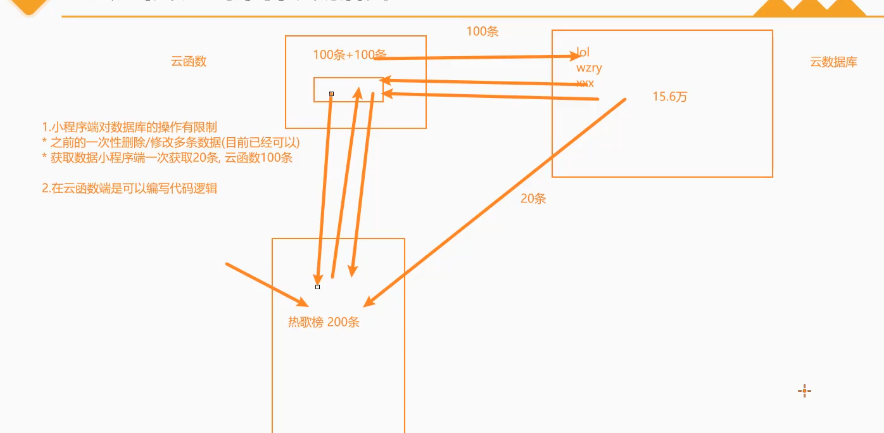 100条
100条+100条
lol
云函数
云数据库
wzry
xxx
15.6万
1.小程序端对数据库的操作有限制
* 之前的一次性删除/修改多条数据(目前已经可以)
* 获取数据小程序端一次获取20条, 云函数100条
2.在云函数端是可以编写代码逻辑
20条
热歌榜 200条